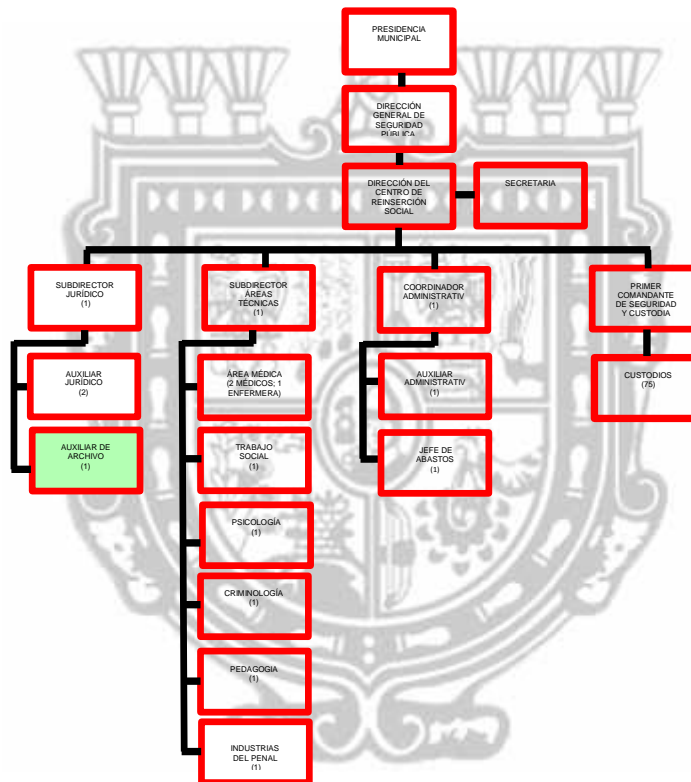 PRESIDENCIA
MUNICIPAL
DIRECCIÓN
GENERAL DE
SEGURIDAD
PÚBLICA
DIRECCIÓN DEL
CENTRO DE
REINSERCIÓN
SOCIAL
SECRETARIA
SUBDIRECTOR
JURÍDICO
(1)
SUBDIRECTOR
ÁREAS
TÉCNICAS
(1)
COORDINADOR
ADMINISTRATIV
(1)
PRIMER
COMANDANTE
DE SEGURIDAD
Y CUSTODIA
AUXILIAR
JURÍDICO
(2)
ÁREA MÉDICA
(2 MÉDICOS; 1
ENFERMERA)
AUXILIAR
ADMINISTRATIV
(1)
CUSTODIOS
(75)
AUXILIAR DE
ARCHIVO
(1)
TRABAJO
SOCIAL
(1)
JEFE DE
ABASTOS
(1)
PSICOLOGÍA
(1)
CRIMINOLOGÍA
(1)
PEDAGOGIA
(1)
INDUSTRIAS
DEL PENAL
(1)